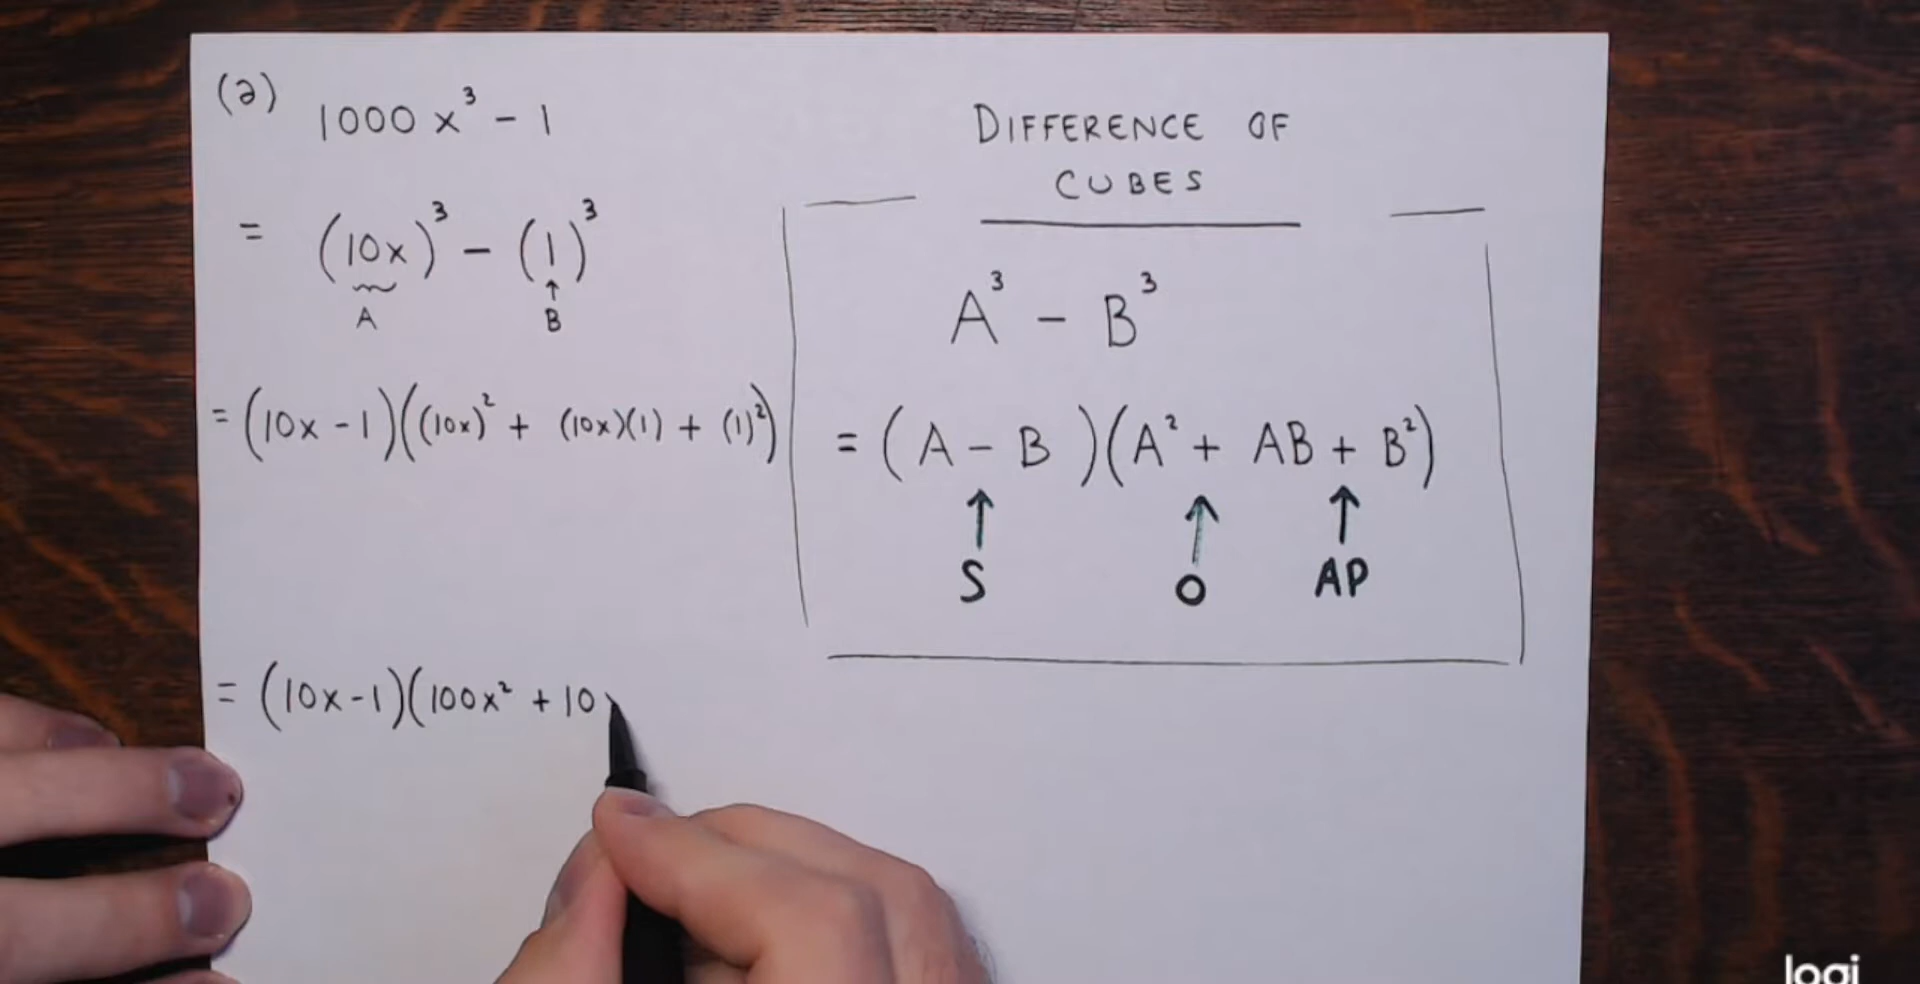 (a) 1000x³ - 1
= (10x)³ - (1)³
A B
= (10x - 1)((10x)² + (10x)(1) + (1)²)
= (10x - 1)(100x² + 10x
DIFFERENCE OF
CUBES
A³ - B³
= (A - B)(A² + AB + B²)
S O AP
logi